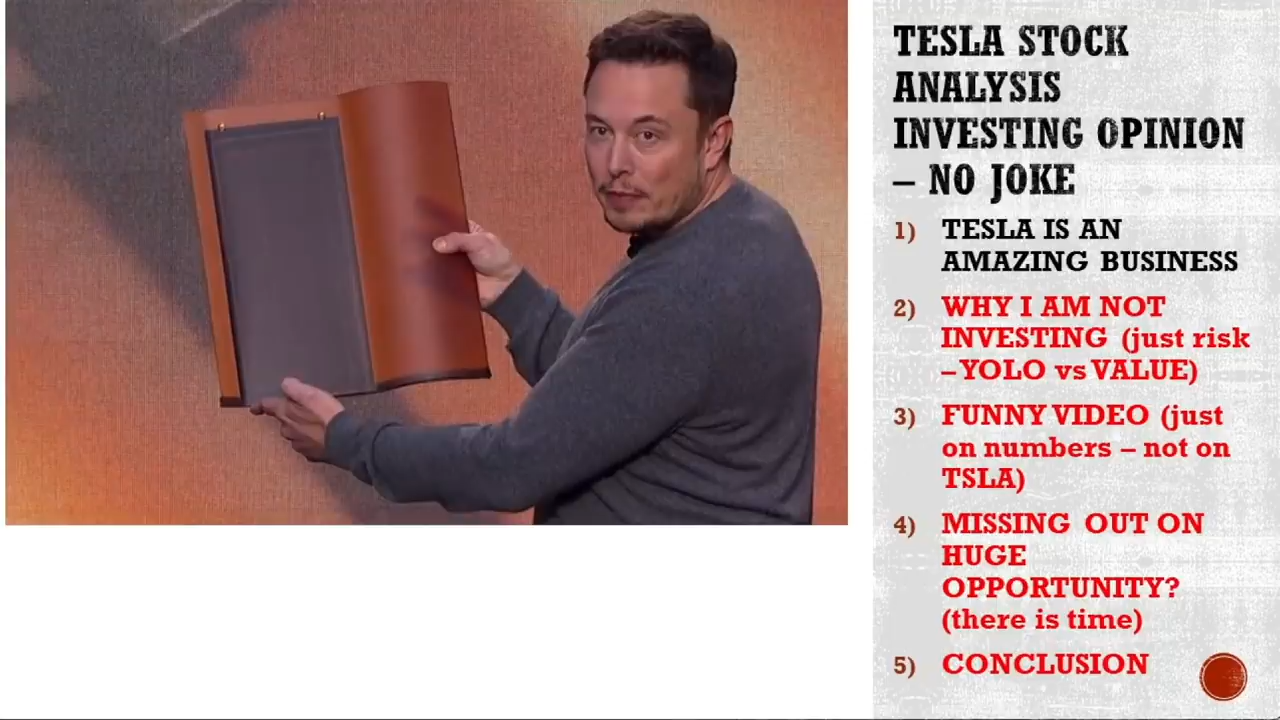 TESLA STOCK
ANALYSIS
INVESTING OPINION
– NO JOKE
1) TESLA IS AN
AMAZING BUSINESS
2) WHY I AM NOT
INVESTING (just risk
– YOLO vs VALUE)
3) FUNNY VIDEO (just
on numbers – not on
TSLA)
4) MISSING OUT ON
HUGE
OPPORTUNITY?
(there is time)
5) CONCLUSION